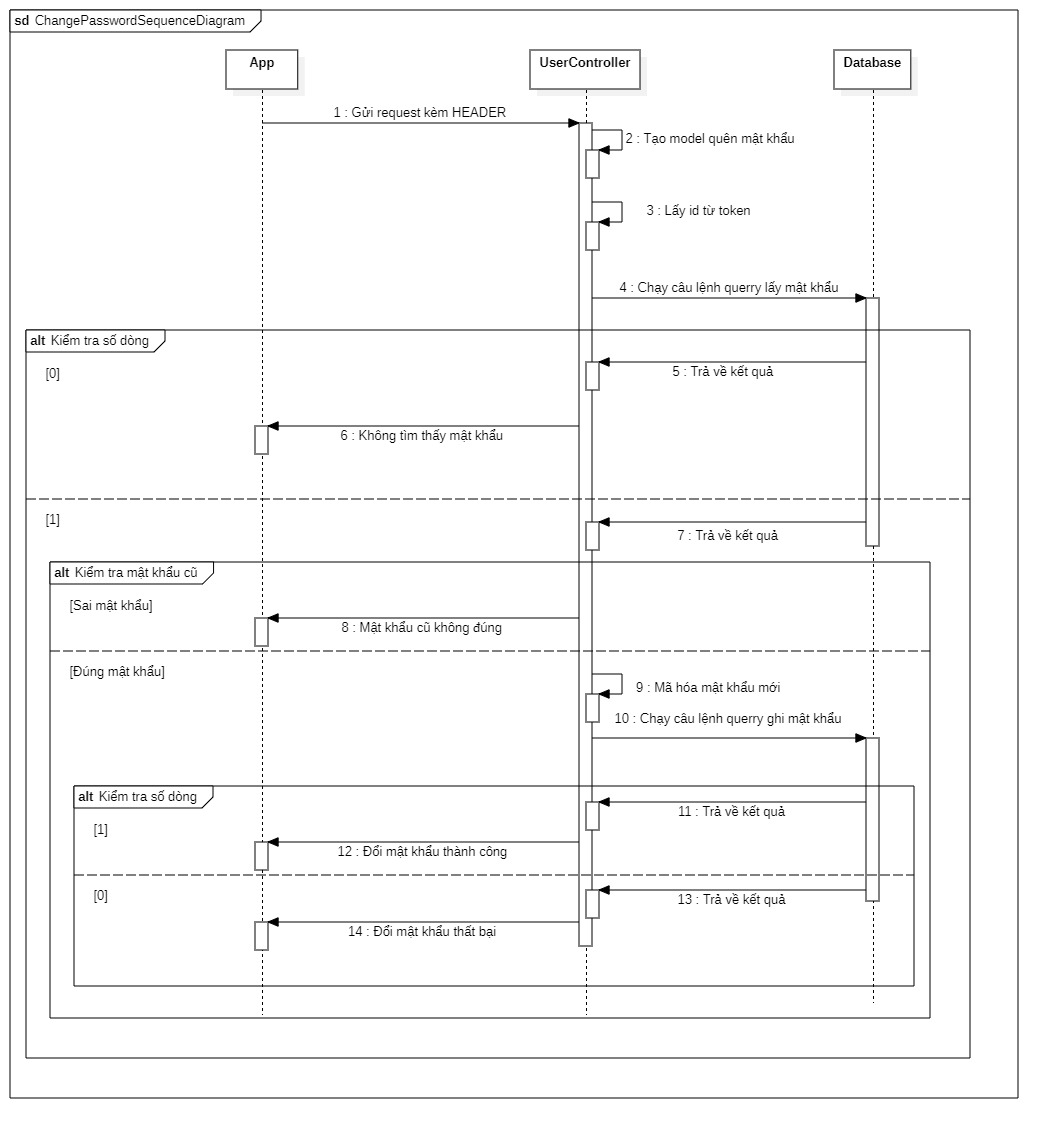 sd ChangePasswordSequenceDiagram
App
UserController
Database
1 : Gửi request kèm HEADER
2 : Tạo model quên mật khẩu
3 : Lấy id từ token
4 : Chạy câu lệnh querry lấy mật khẩu
alt Kiểm tra số dòng
[0]
5 : Trả về kết quả
6 : Không tìm thấy mật khẩu
[1]
7 : Trả về kết quả
alt Kiểm tra mật khẩu cũ
[Sai mật khẩu]
8 : Mật khẩu cũ không đúng
[Đúng mật khẩu]
9 : Mã hóa mật khẩu mới
10 : Chạy câu lệnh querry ghi mật khẩu
alt Kiểm tra số dòng
11 : Trả về kết quả
[1]
12 : Đổi mật khẩu thành công
[0]
13 : Trả về kết quả
14 : Đổi mật khẩu thất bại